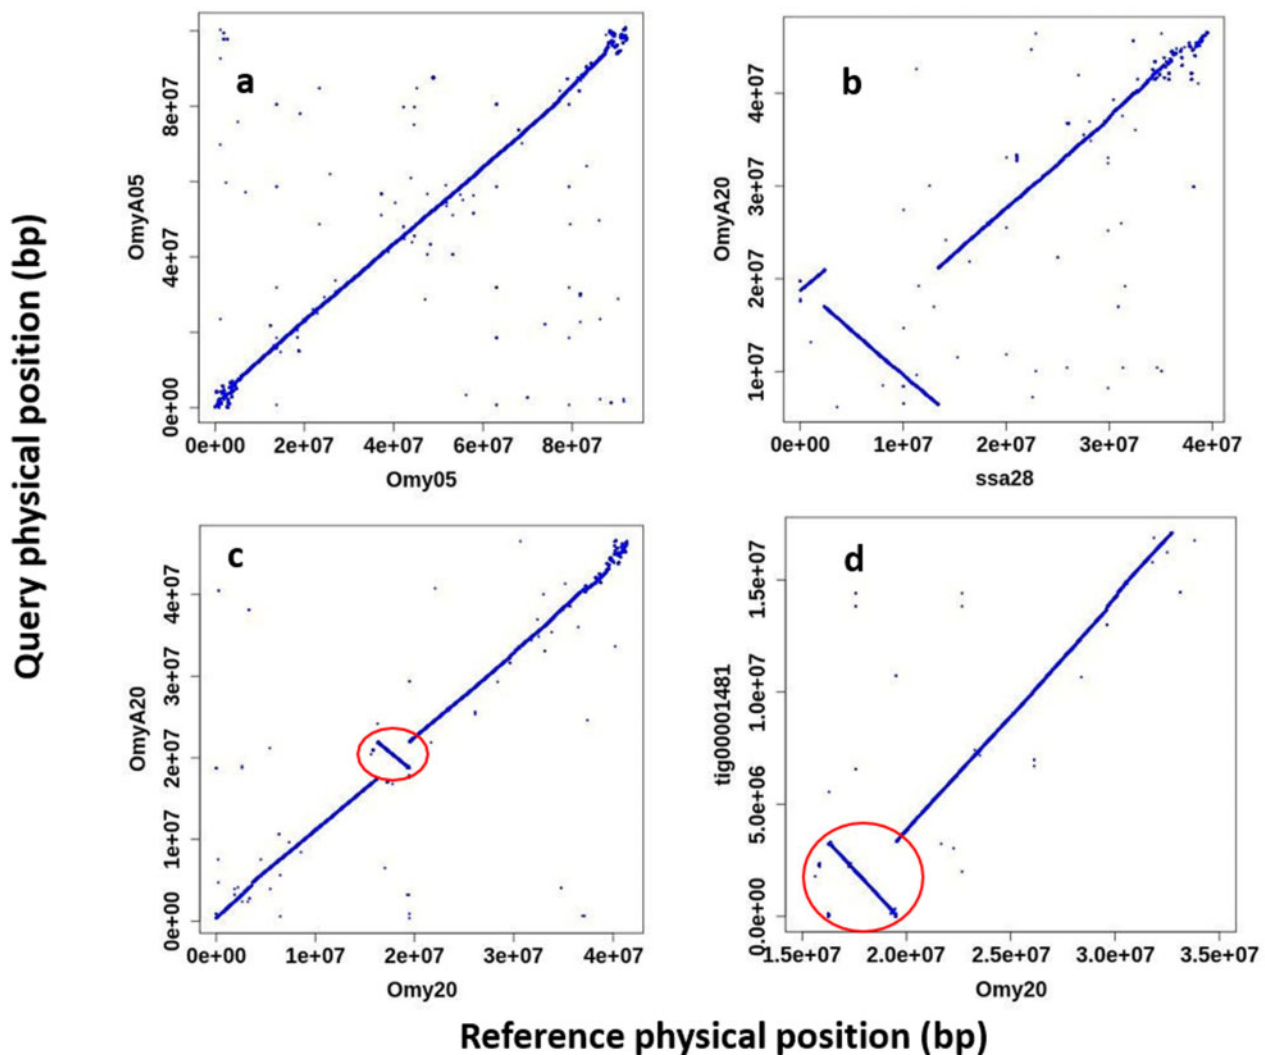 Query physical position (bp)
a
OmyA05
0e+00 4e+07 8e+07
0e+00 2e+07 4e+07 6e+07 8e+07
Omy05
b
OmyA20
1e+07 2e+07 3e+07 4e+07
0e+00 1e+07 2e+07 3e+07 4e+07
ssa28
c
OmyA20
0e+00 1e+07 2e+07 3e+07 4e+07
0e+00 1e+07 2e+07 3e+07 4e+07
Omy20
d
tig00001481
0.0e+00 5.0e+06 1.0e+07 1.5e+07
1.5e+07 2.0e+07 2.5e+07 3.0e+07 3.5e+07
Omy20
Reference physical position (bp)